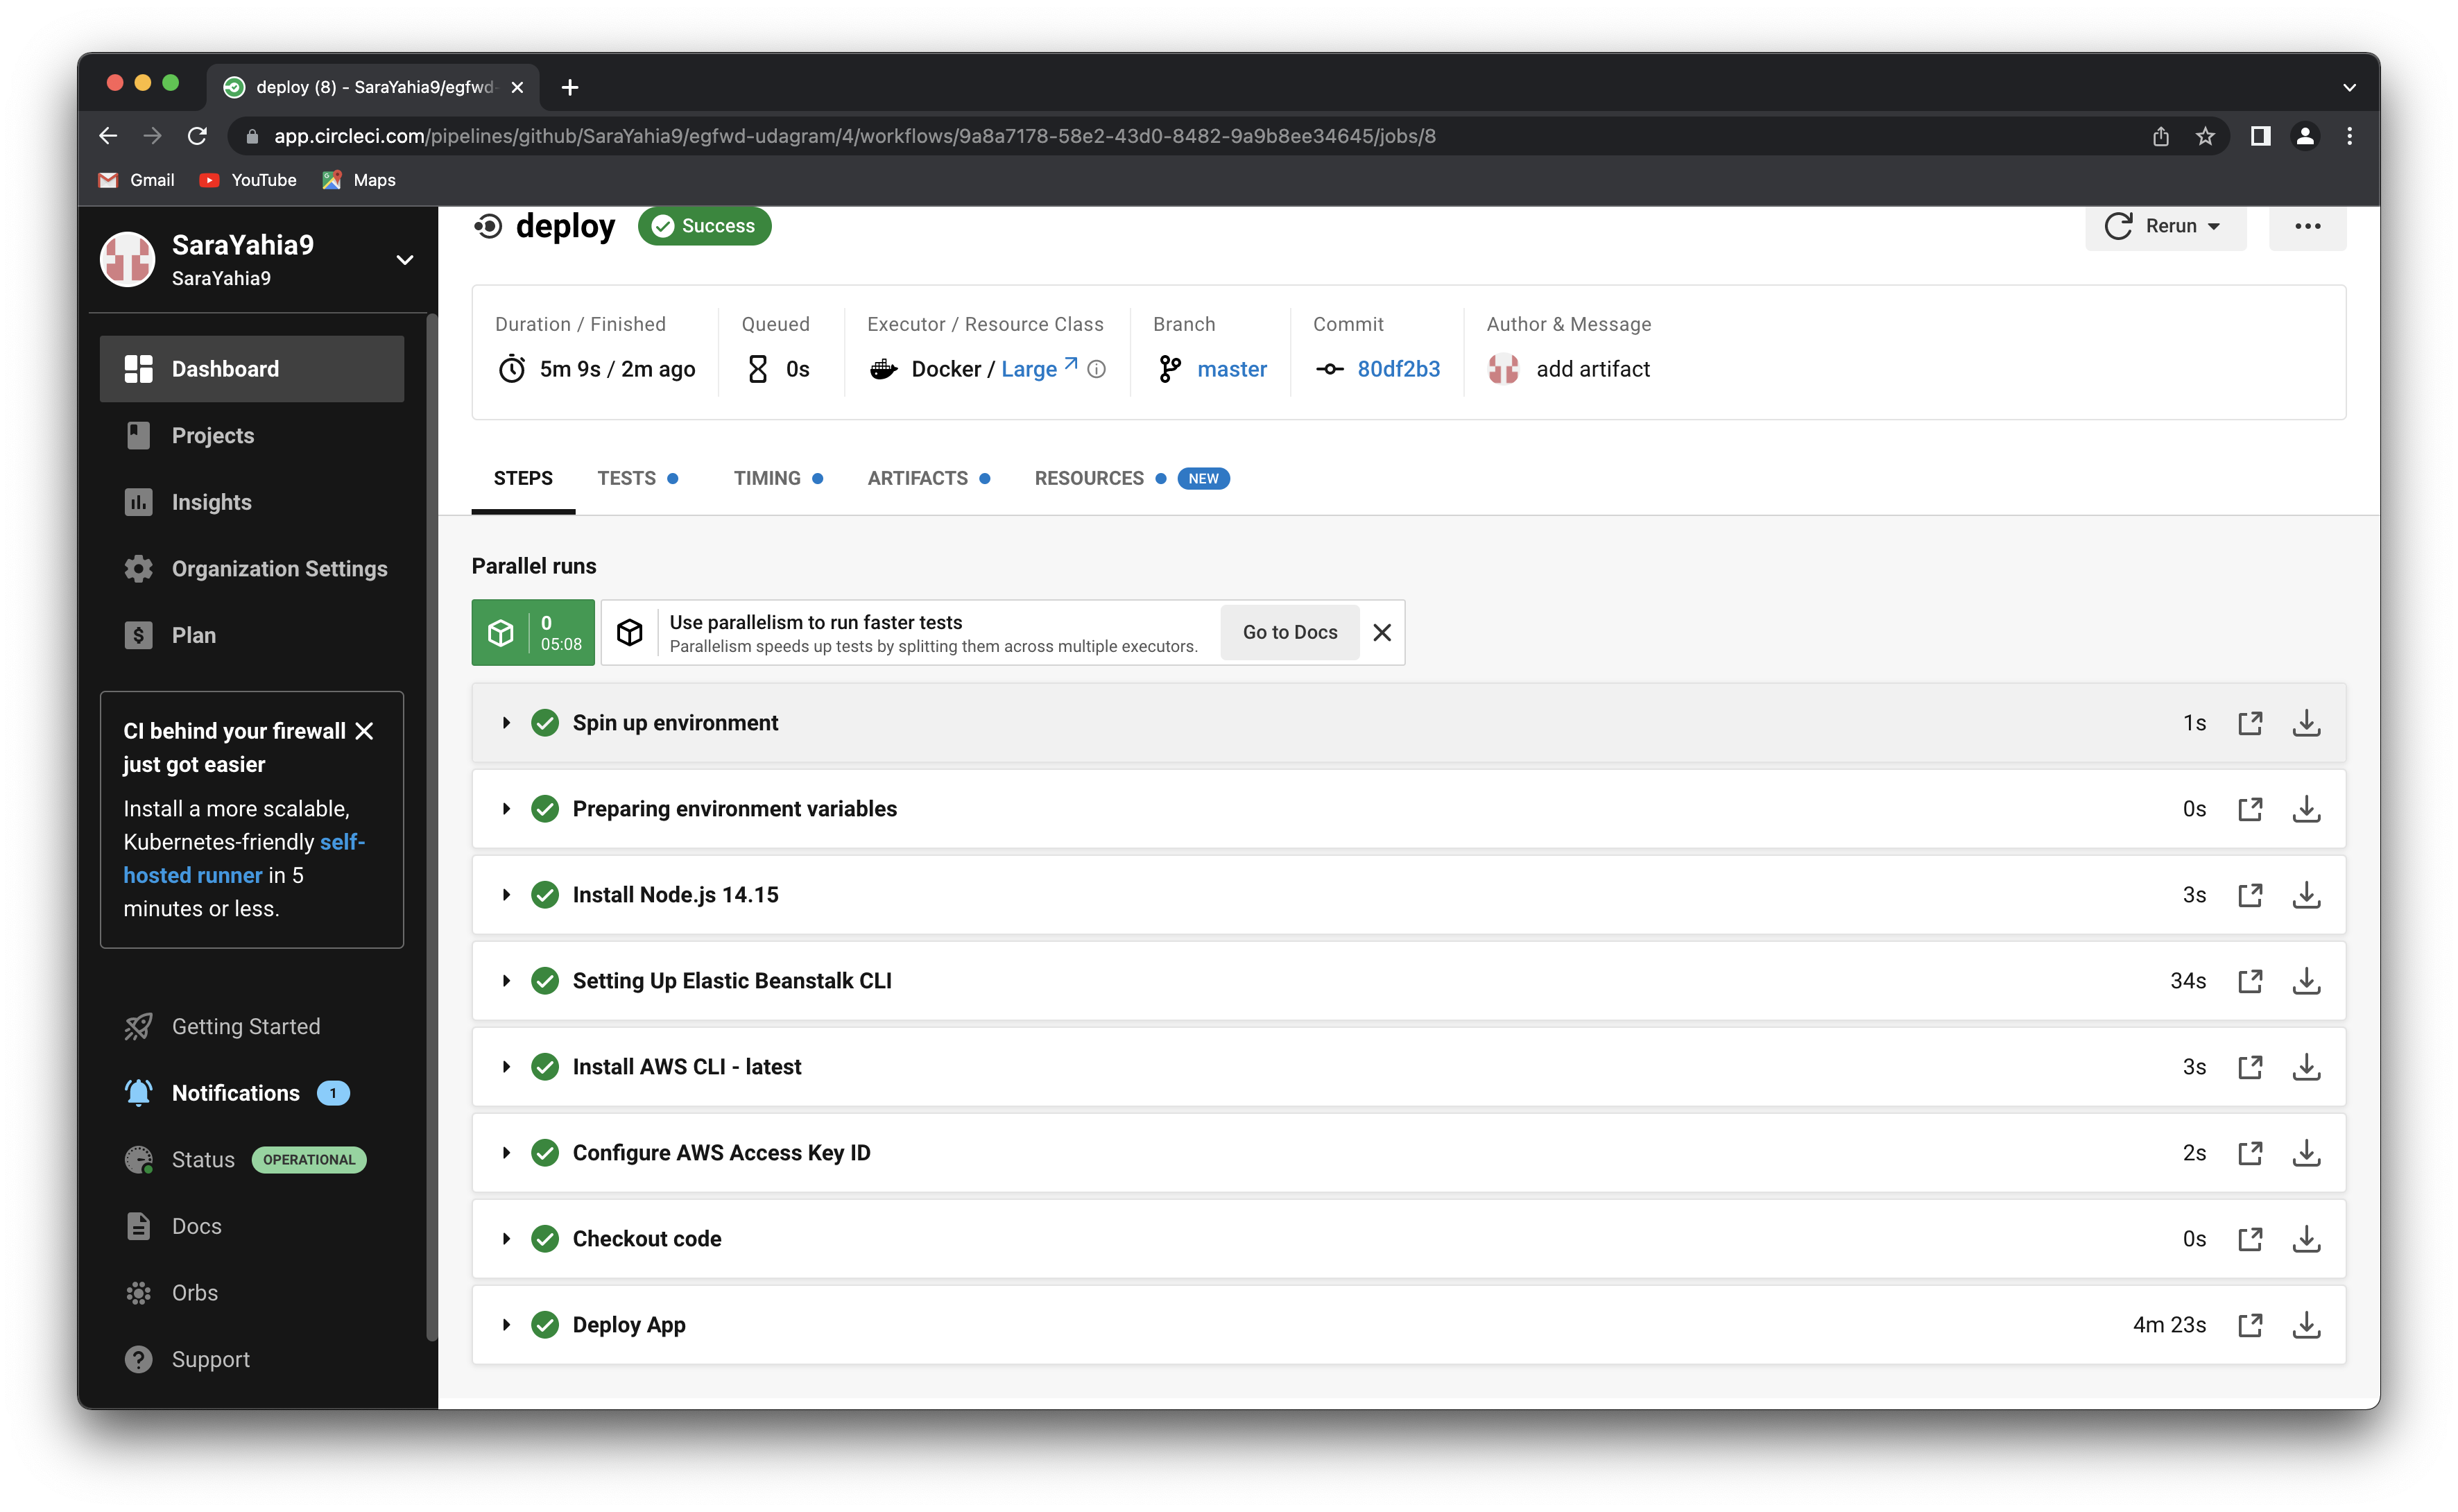 deploy (8) - SaraYahia9/egfwd-
app.circleci.com/pipelines/github/SaraYahia9/egfwd-udagram/4/workflows/9a8a7178-58e2-43d0-8482-9a9b8ee34645/jobs/8
Gmail YouTube Maps
SaraYahia9
SaraYahia9
Dashboard
Projects
Insights
Organization Settings
Plan
CI behind your firewall
just got easier
Install a more scalable,
Kubernetes-friendly self-
hosted runner in 5
minutes or less.
Getting Started
Notifications 1
Status OPERATIONAL
Docs
Orbs
Support
deploy Success
Rerun
Duration / Finished
5m 9s / 2m ago
Queued
0s
Executor / Resource Class
Docker / Large
Branch
master
Commit
80df2b3
Author & Message
add artifact
STEPS TESTS TIMING ARTIFACTS RESOURCES NEW
Parallel runs
0
05:08
Use parallelism to run faster tests
Parallelism speeds up tests by splitting them across multiple executors.
Go to Docs
Spin up environment 1s
Preparing environment variables 0s
Install Node.js 14.15 3s
Setting Up Elastic Beanstalk CLI 34s
Install AWS CLI - latest 3s
Configure AWS Access Key ID 2s
Checkout code 0s
Deploy App 4m 23s